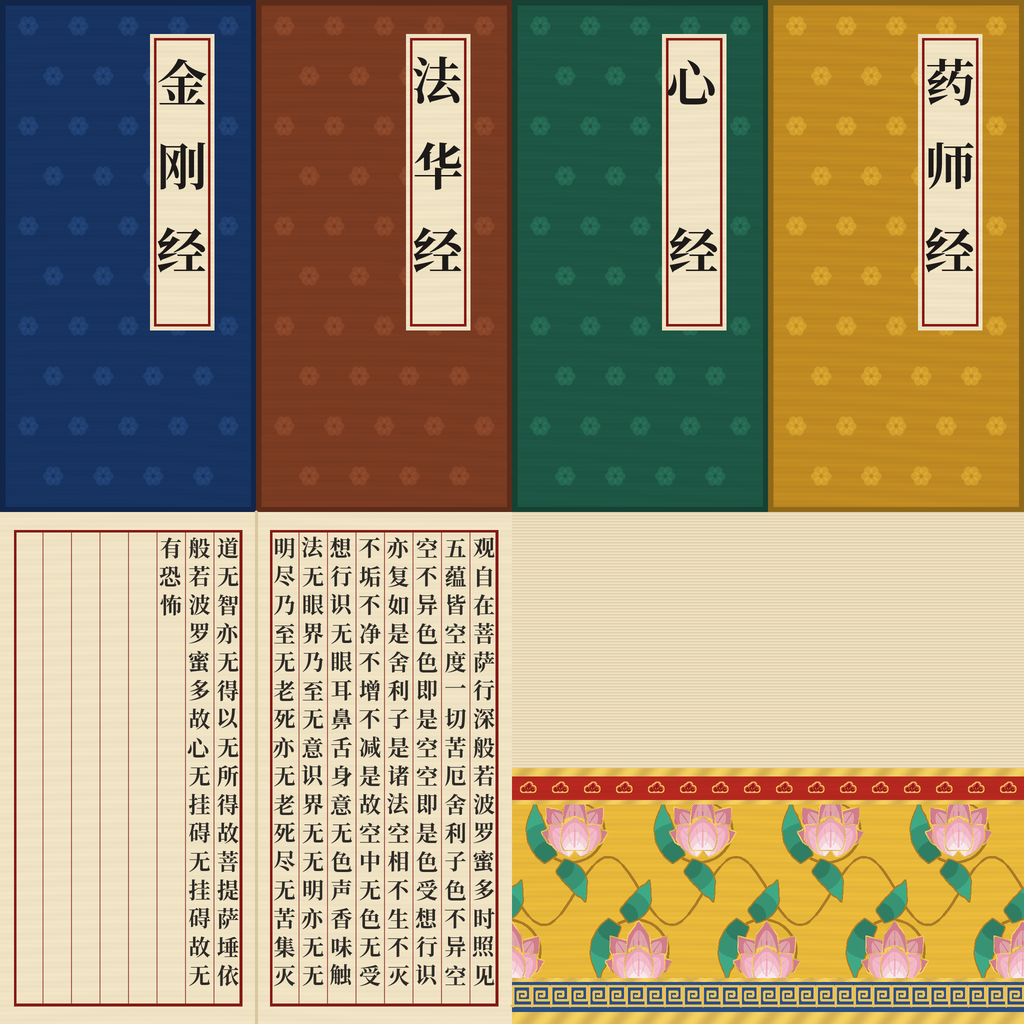 金刚经
法华经
心经
药师经
观自在菩萨行深般若波罗蜜多时照见
五蕴皆空度一切苦厄舍利子色不异空
空不异色色即是空空即是色受想行识
亦复如是舍利子是诸法空相不生不灭
不垢不净不增不减是故空中无色无受
想行识无眼耳鼻舌身意无色声香味触
法无眼界乃至无意识界无无明亦无无
明尽乃至无老死亦无老死尽无苦集灭
道无智亦无得以无所得故菩提萨埵依
般若波罗蜜多故心无挂碍无挂碍故无
有恐怖